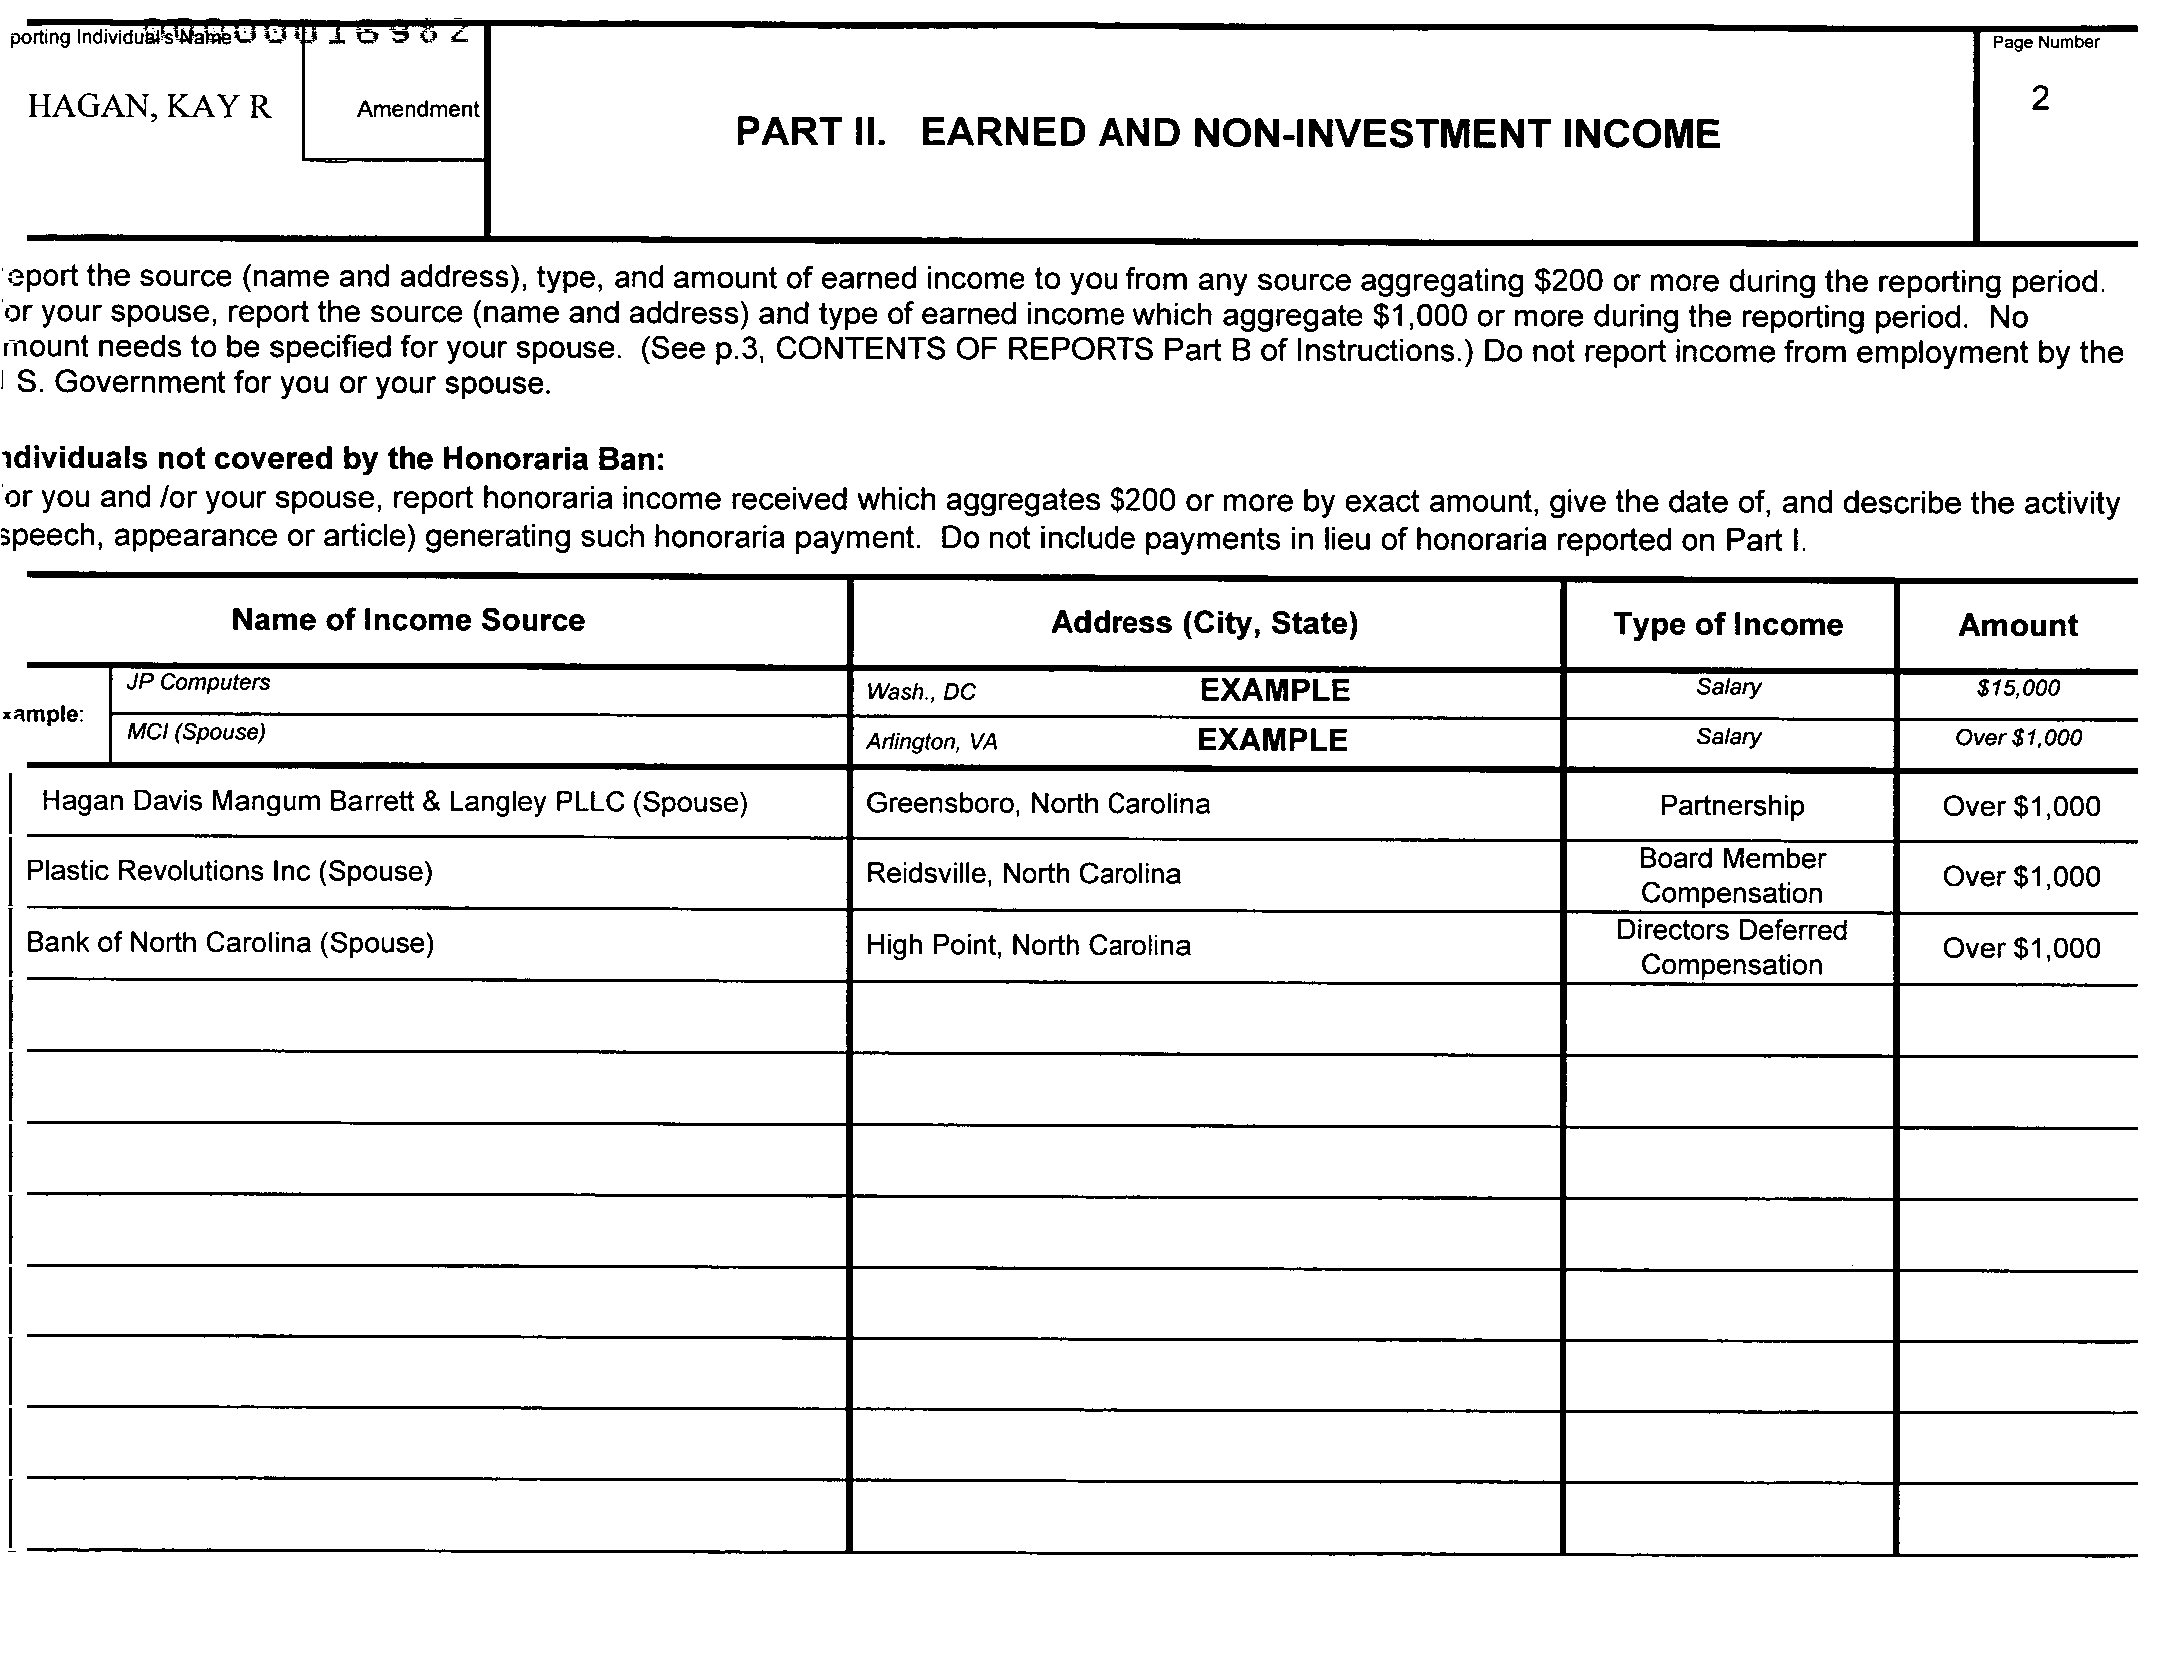 porting Individual's Name
HAGAN, KAY R
Amendment
PART II. EARNED AND NON-INVESTMENT INCOME
Page Number
2
eport the source (name and address), type, and amount of earned income to you from any source aggregating $200 or more during the reporting period.
or your spouse, report the source (name and address) and type of earned income which aggregate $1,000 or more during the reporting period. No
mount needs to be specified for your spouse. (See p.3, CONTENTS OF REPORTS Part B of Instructions.) Do not report income from employment by the
S. Government for you or your spouse.
ndividuals not covered by the Honoraria Ban:
or you and /or your spouse, report honoraria income received which aggregates $200 or more by exact amount, give the date of, and describe the activity
speech, appearance or article) generating such honoraria payment. Do not include payments in lieu of honoraria reported on Part I.
Name of Income Source Address (City, State) Type of Income Amount
xample:
JP Computers Wash., DC EXAMPLE Salary $15,000
MCI (Spouse) Arlington, VA EXAMPLE Salary Over $1,000
Hagan Davis Mangum Barrett & Langley PLLC (Spouse) Greensboro, North Carolina Partnership Over $1,000
Plastic Revolutions Inc (Spouse) Reidsville, North Carolina Board Member Compensation Over $1,000
Bank of North Carolina (Spouse) High Point, North Carolina Directors Deferred Compensation Over $1,000